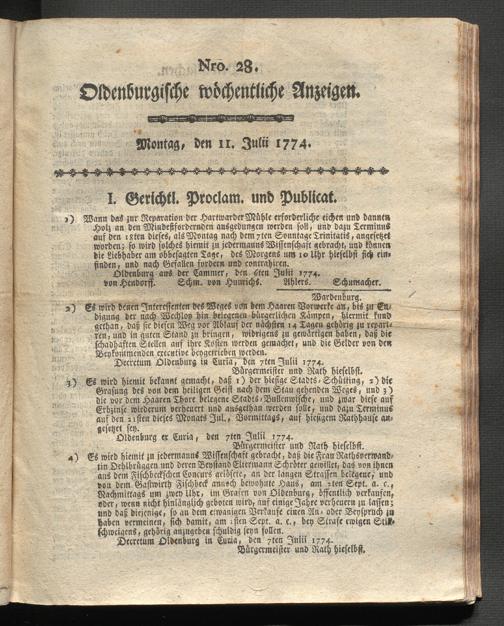 Nro. 28.
Oldenburgische wöchentliche Anzeigen.
Montag, den 11. Julii 1774.
I. Gerichtl. Proclam. und Publicat.
1) Wann das zur Reparation der Hartwarder Mühle erforderliche eichen und dannen
Holz an den Mindestfordernden ausgedungen werden soll, und dazu Terminus
auf den 18ten dieses, als Montag nach dem 7ten Sonntage Trinitatis, angesetzet
worden; so wird solches hiemit zu jedermanns Wissenschaft gebracht, und können
die Liebhaber am obbesagten Tage, des Morgens um 10 Uhr hieselbst sich ein-
finden, und nach Gefallen fordern und contrahiren.
Oldenburg aus der Cammer, den 6ten Julii 1774.
von Hendorff. Schm. von Hunrichs. Ahlers. Schumacher.
Wardenburg.
2) Es wird denen Interessenten des Weges von dem Haaren Vorwerke an, bis zu En-
digung der nach Wechloy hin belegenen bürgerlichen Kämpen, hiermit kund
gethan, daß sie diesen Weg vor Ablauf der nächsten 14 Tagen gehörig zu repari-
ren, und in guten Stand zu bringen, widrigens zu gewärtigen haben, daß die
schadhaften Stellen auf ihre Kosten werden gemachet, und die Gelder von den
Beykommenden executive beygetrieben werden.
Decretum Oldenburg in Curia, den 7ten Julii 1774.
Bürgermeister und Rath hieselbst.
3) Es wird hiemit bekannt gemacht, daß 1) der hiesige Stadts-Schütting, 2) die
Grasung des von dem heiligen Geist nach dem Stau gehenden Weges, und 3)
die vor dem Haaren Thore belegene Stadts-Bullenwische, und zwar diese auf
Erbzinse wiederum verheuert und ausgethan werden solle, und dazu Terminus
auf den 21sten dieses Monats Jul., Vormittags, auf hiesigem Rathhause an-
gesetzet sey.
Oldenburg ex Curia, den 7ten Julii 1774.
Bürgermeister und Rath hieselbst.
4) Es wird hiemit zu jedermanns Wissenschaft gebracht, daß die Frau Rathsverwand-
tin Dehlbrüggen und deren Beystand Eltermann Schröter gewillet, das von ihnen
aus dem Fischbeckschen Concurs erlösete, an der langen Strassen belegene, und
von dem Gastwirth Fischbeck annoch bewohnte Haus, am 2ten Sept. a. c.,
Nachmittags um zwey Uhr, im Grafen von Oldenburg, öffentlich verkaufen,
oder, wenn nicht hinlänglich geboten wird, auf einige Jahre verheuren zu lassen;
und daß diejenige, so an dem etwanigen Verkaufe einen An- oder Beyspruch zu
haben vermeinen, sich damit, am 1sten Sept. a. c., bey Strafe ewigen Still-
schweigens, gehörig anzugeben schuldig seyn sollen.
Decretum Oldenburg in Curia, den 7ten Julii 1774.
Bürgermeister und Rath hieselbst.